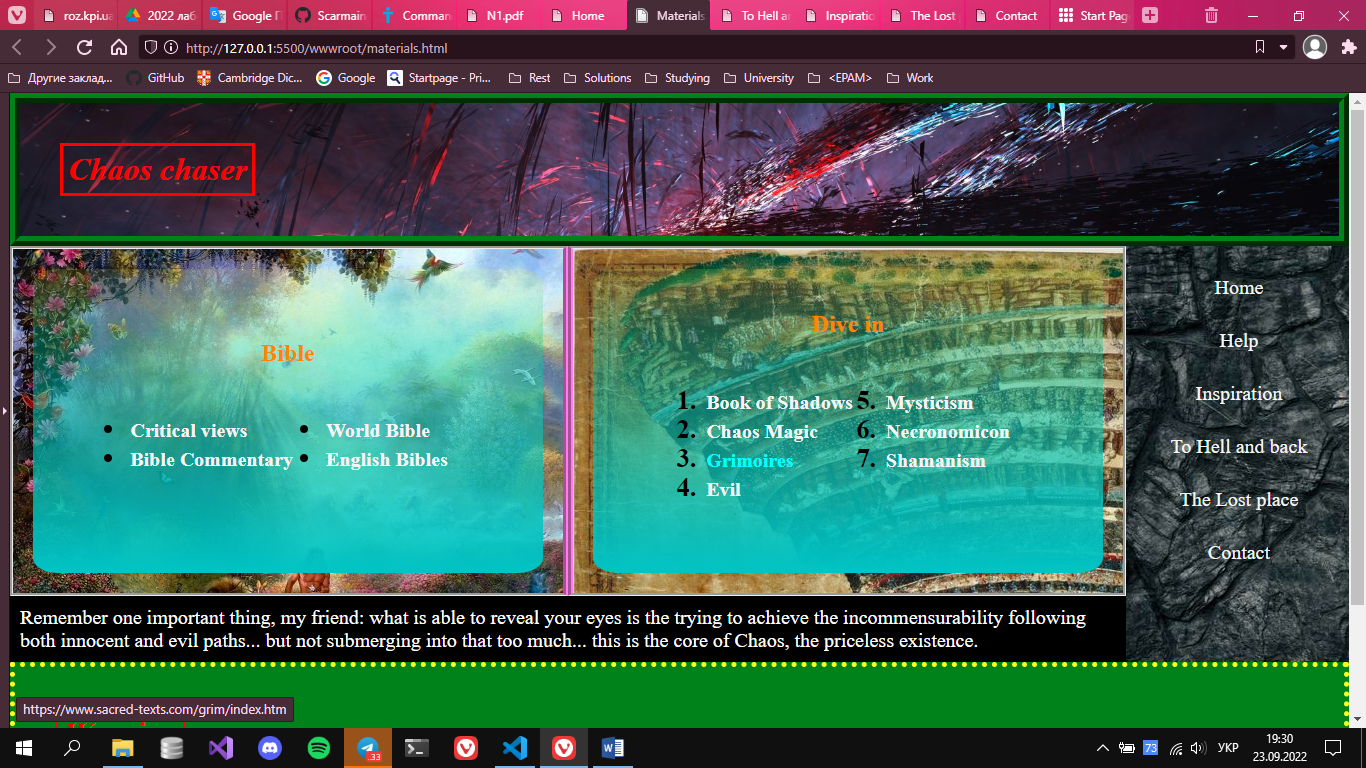 roz.kpi.ua
2022 лаб
Google П
Scarmain
Comman
N1.pdf
Home
Materials
To Hell an
Inspiratio
The Lost
Contact
Start Pag
http://127.0.0.1:5500/wwwroot/materials.html
Другие заклад...
GitHub
Cambridge Dic...
Google
Startpage - Pri...
Rest
Solutions
Studying
University
<EPAM>
Work
Chaos chaser
Bible
Critical views
Bible Commentary
World Bible
English Bibles
Dive in
1. Book of Shadows
2. Chaos Magic
3. Grimoires
4. Evil
5. Mysticism
6. Necronomicon
7. Shamanism
Home
Help
Inspiration
To Hell and back
The Lost place
Contact
Remember one important thing, my friend: what is able to reveal your eyes is the trying to achieve the incommensurability following
both innocent and evil paths... but not submerging into that too much... this is the core of Chaos, the priceless existence.
https://www.sacred-texts.com/grim/index.htm
33
73
УКР
19:30
23.09.2022